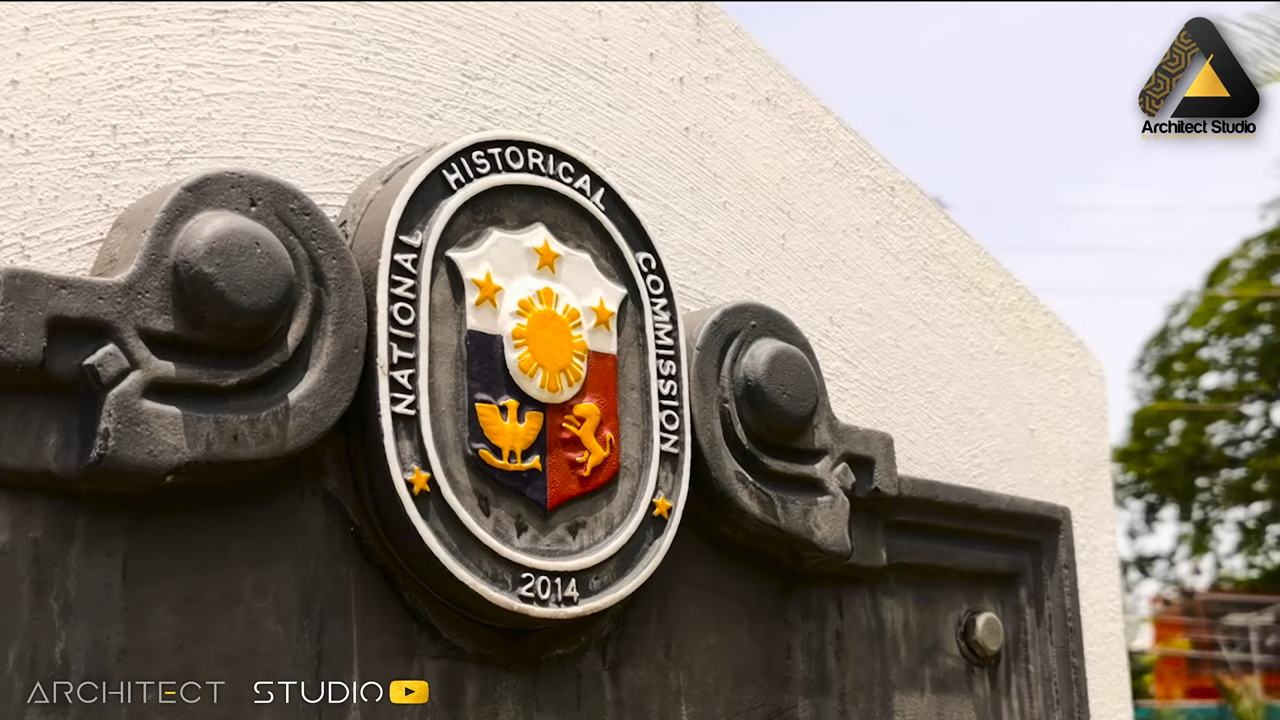 Architect Studio
NATIONAL HISTORICAL COMMISSION
2014
ARCHITECT STUDIO